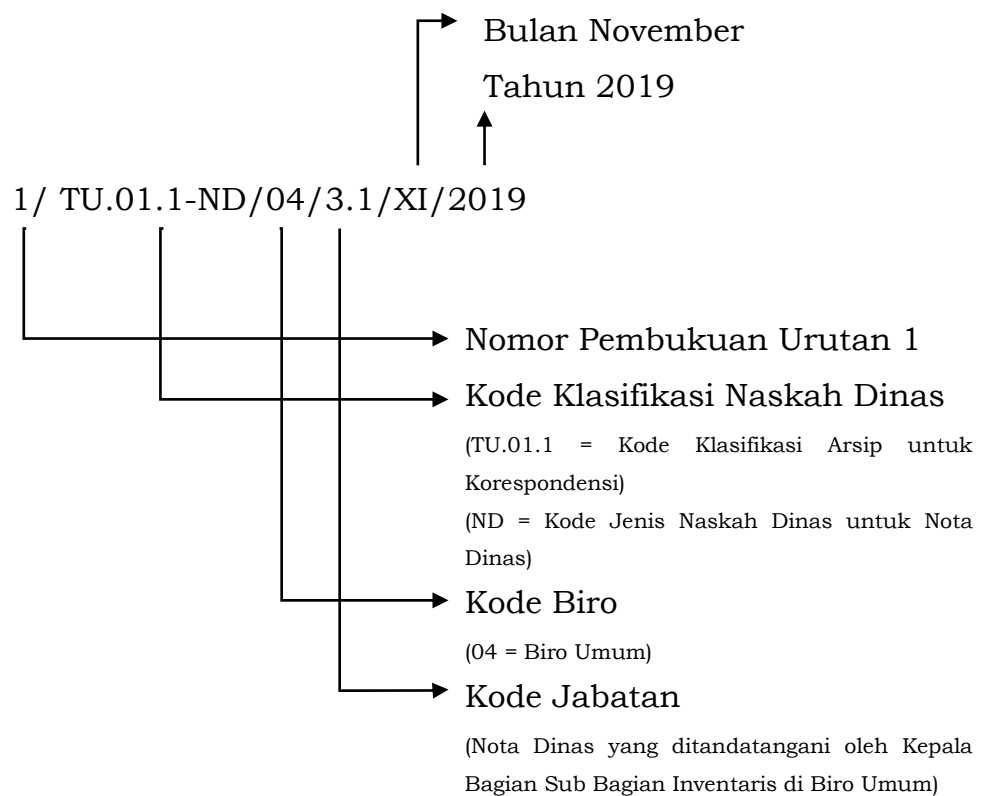 Bulan November
Tahun 2019
1/ TU.01.1-ND/04/3.1/XI/2019
Nomor Pembukuan Urutan 1
Kode Klasifikasi Naskah Dinas
(TU.01.1 = Kode Klasifikasi Arsip untuk
Korespondensi)
(ND = Kode Jenis Naskah Dinas untuk Nota
Dinas)
Kode Biro
(04 = Biro Umum)
Kode Jabatan
(Nota Dinas yang ditandatangani oleh Kepala
Bagian Sub Bagian Inventaris di Biro Umum)